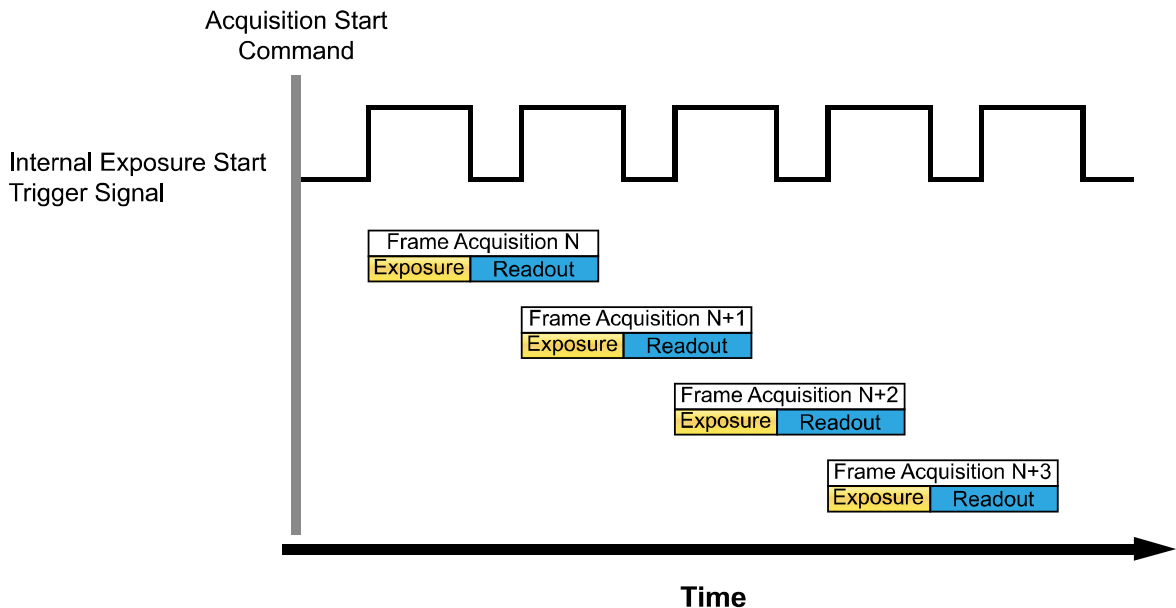 Acquisition Start
Command
Internal Exposure Start
Trigger Signal
Frame Acquisition N
Exposure Readout
Frame Acquisition N+1
Exposure Readout
Frame Acquisition N+2
Exposure Readout
Frame Acquisition N+3
Exposure Readout
Time